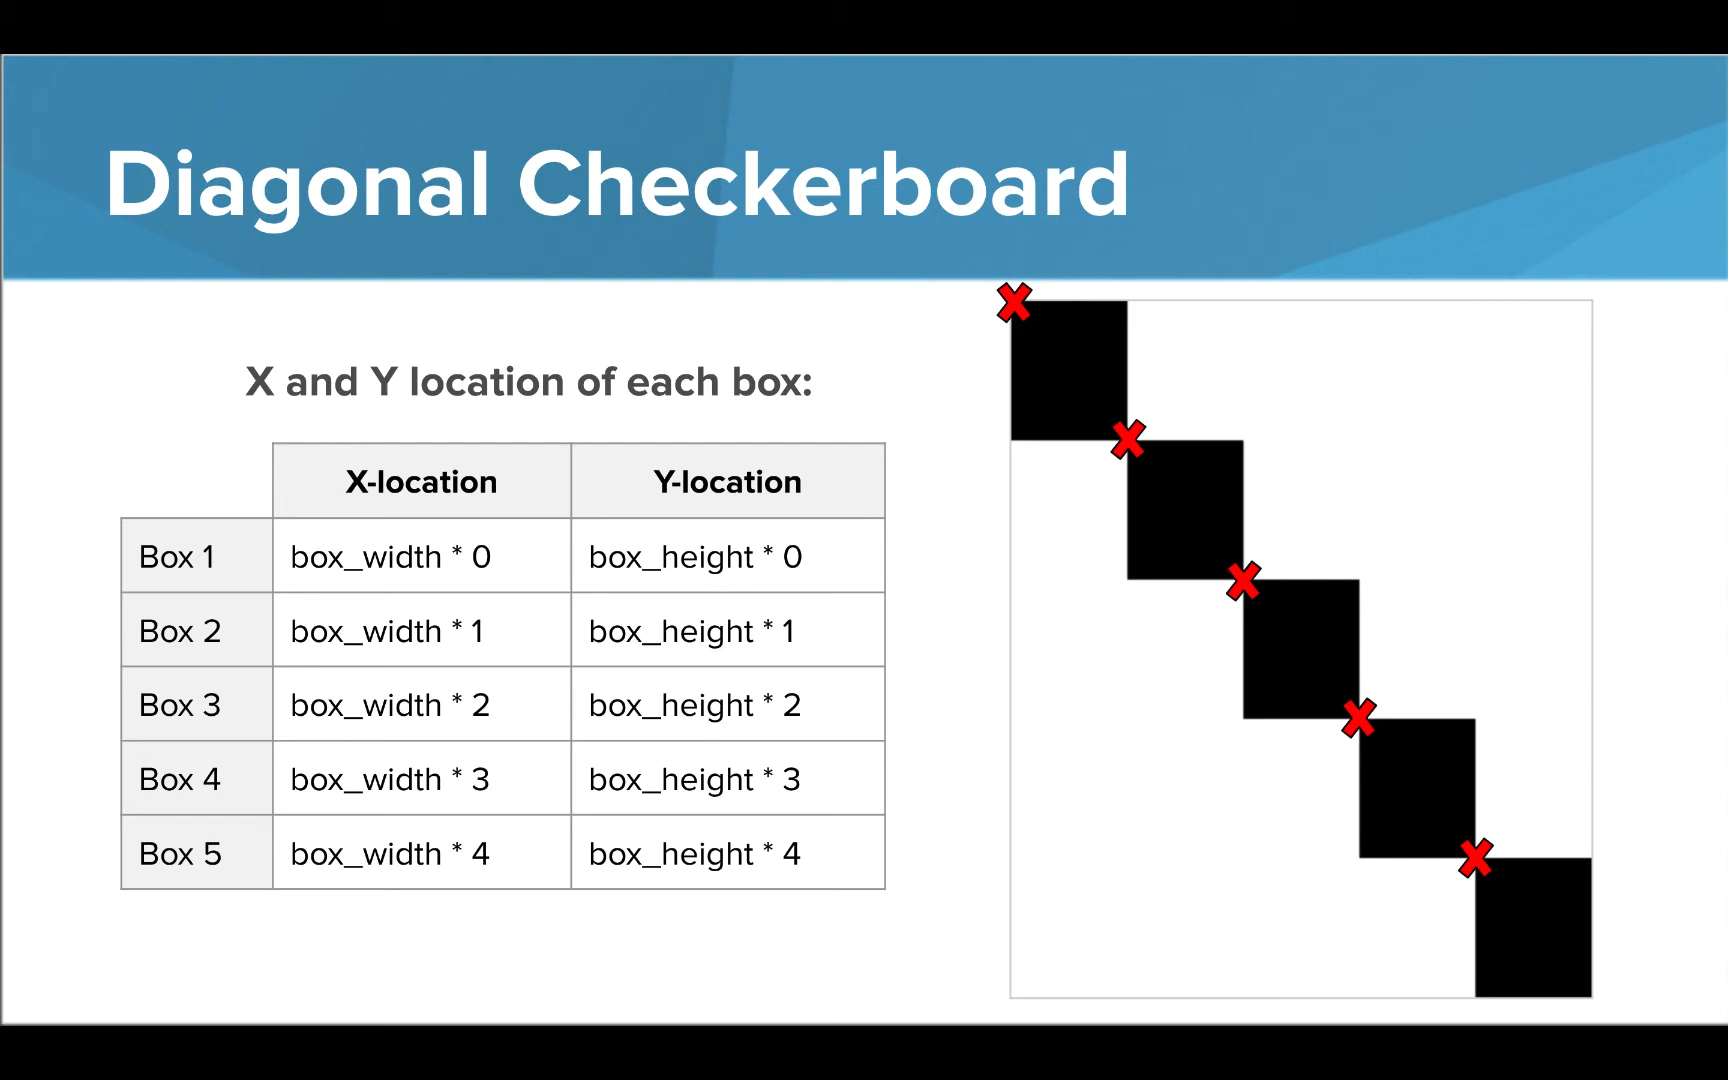 Diagonal Checkerboard
X and Y location of each box:
X-location Y-location
Box 1 box_width * 0 box_height * 0
Box 2 box_width * 1 box_height * 1
Box 3 box_width * 2 box_height * 2
Box 4 box_width * 3 box_height * 3
Box 5 box_width * 4 box_height * 4